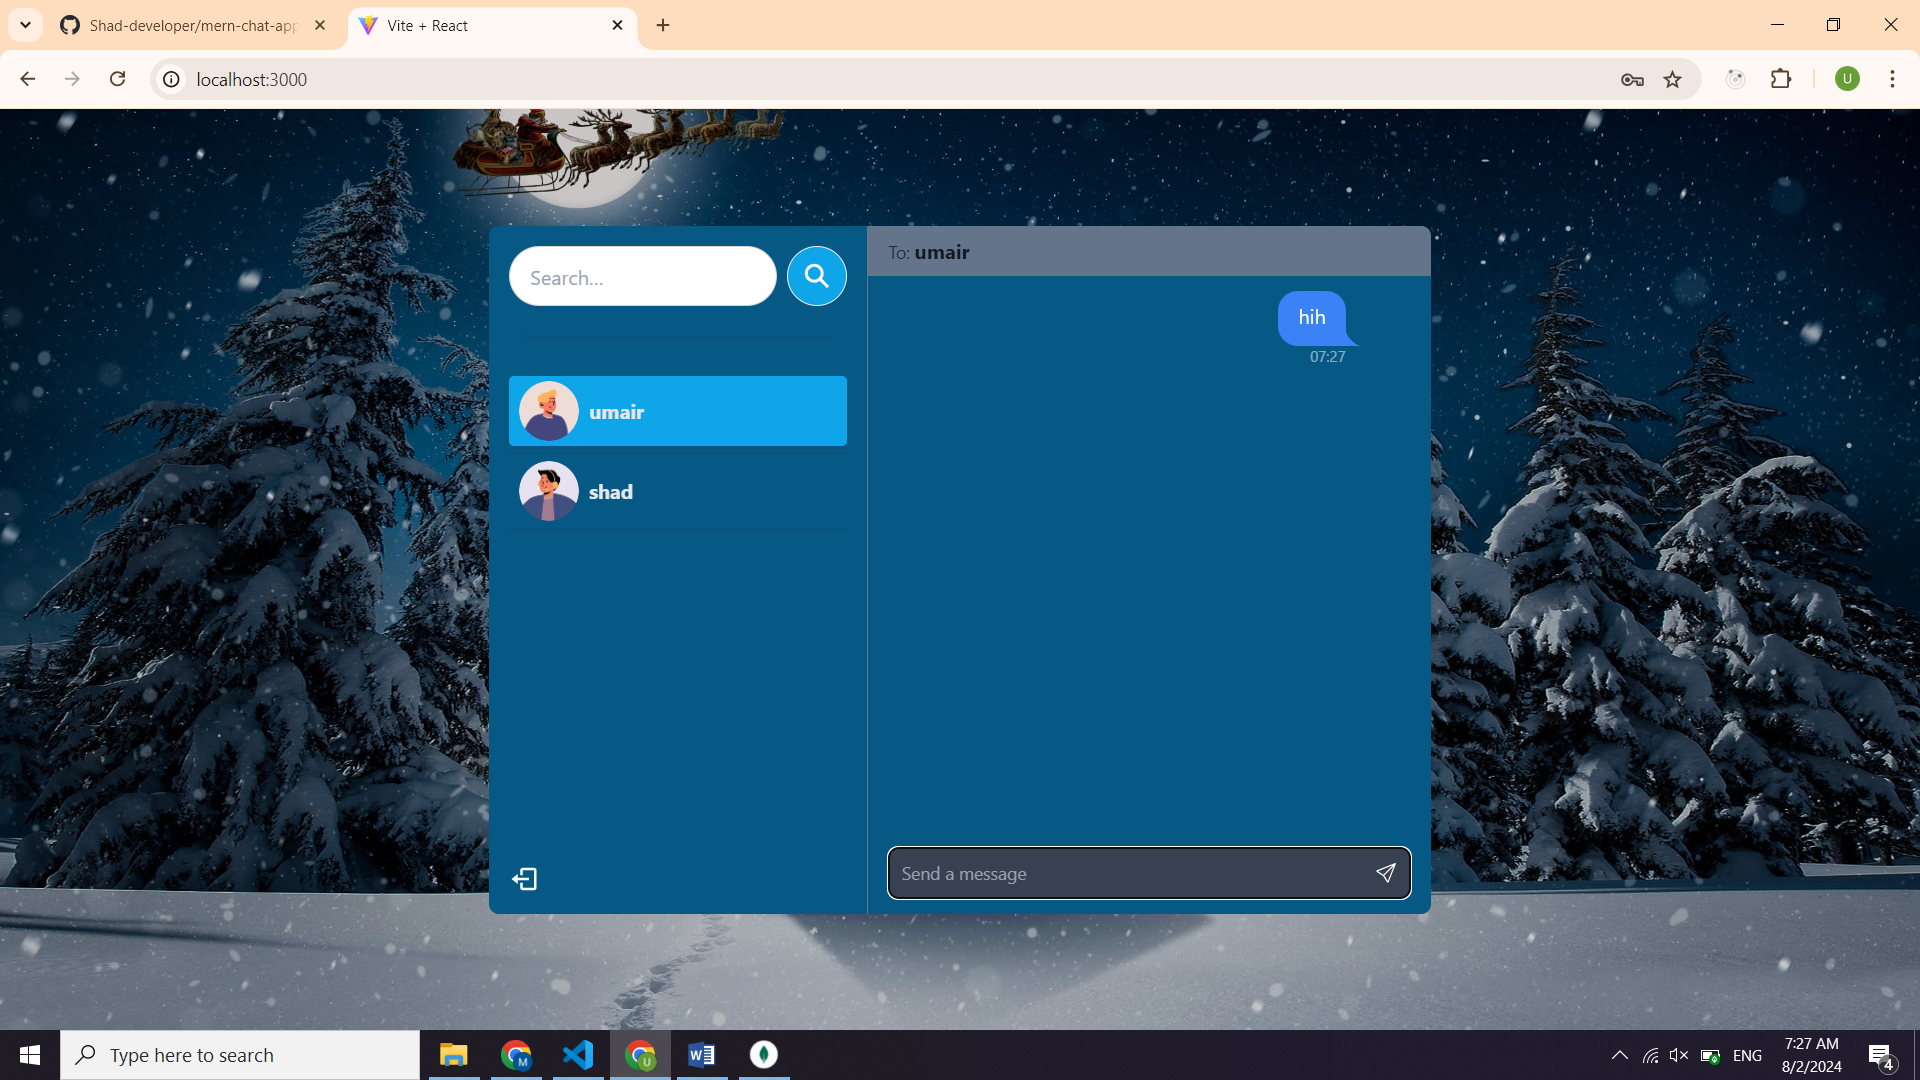 Shad-developer/mern-chat-app
Vite + React
localhost:3000
U
Search...
To: umair
hih
07:27
umair
shad
Send a message
Type here to search
M
U
W
ENG
7:27 AM
8/2/2024
4